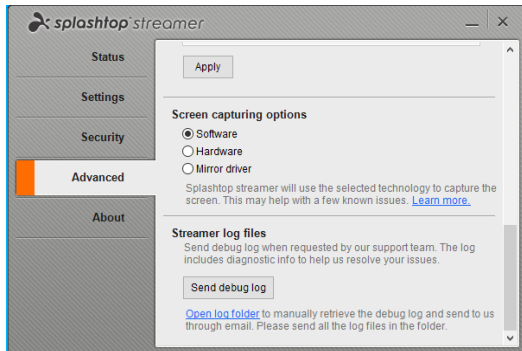 splashtop streamer
Status
Settings
Security
Advanced
About
Apply
Screen capturing options
Software
Hardware
Mirror driver
Splashtop streamer will use the selected technology to capture the
screen. This may help with a few known issues. Learn more.
Streamer log files
Send debug log when requested by our support team. The log
includes diagnostic info to help us resolve your issues.
Send debug log
Open log folder to manually retrieve the debug log and send to us
through email. Please send all the log files in the folder.